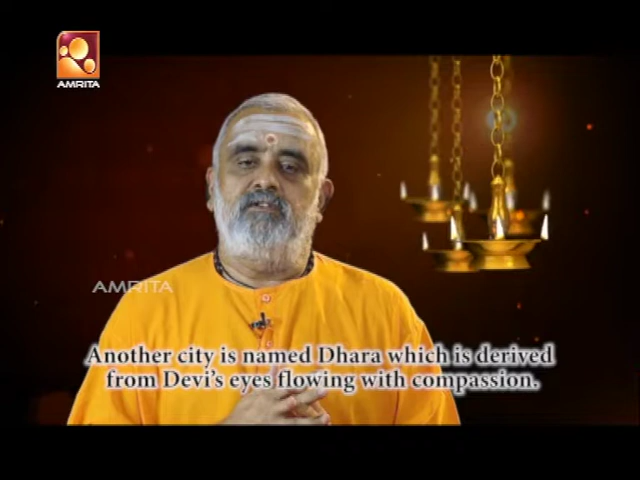 AMRITA
AMRITA
Another city is named Dhara which is derived
from Devi's eyes flowing with compassion.